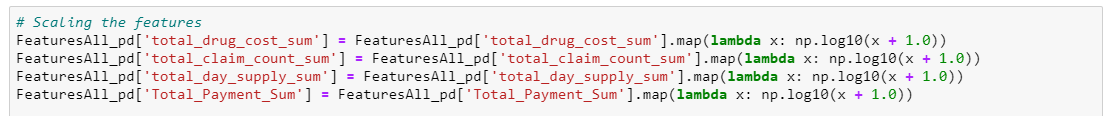 # Scaling the features
FeaturesAll_pd['total_drug_cost_sum'] = FeaturesAll_pd['total_drug_cost_sum'].map(lambda x: np.log10(x + 1.0))
FeaturesAll_pd['total_claim_count_sum'] = FeaturesAll_pd['total_claim_count_sum'].map(lambda x: np.log10(x + 1.0))
FeaturesAll_pd['total_day_supply_sum'] = FeaturesAll_pd['total_day_supply_sum'].map(lambda x: np.log10(x + 1.0))
FeaturesAll_pd['Total_Payment_Sum'] = FeaturesAll_pd['Total_Payment_Sum'].map(lambda x: np.log10(x + 1.0))